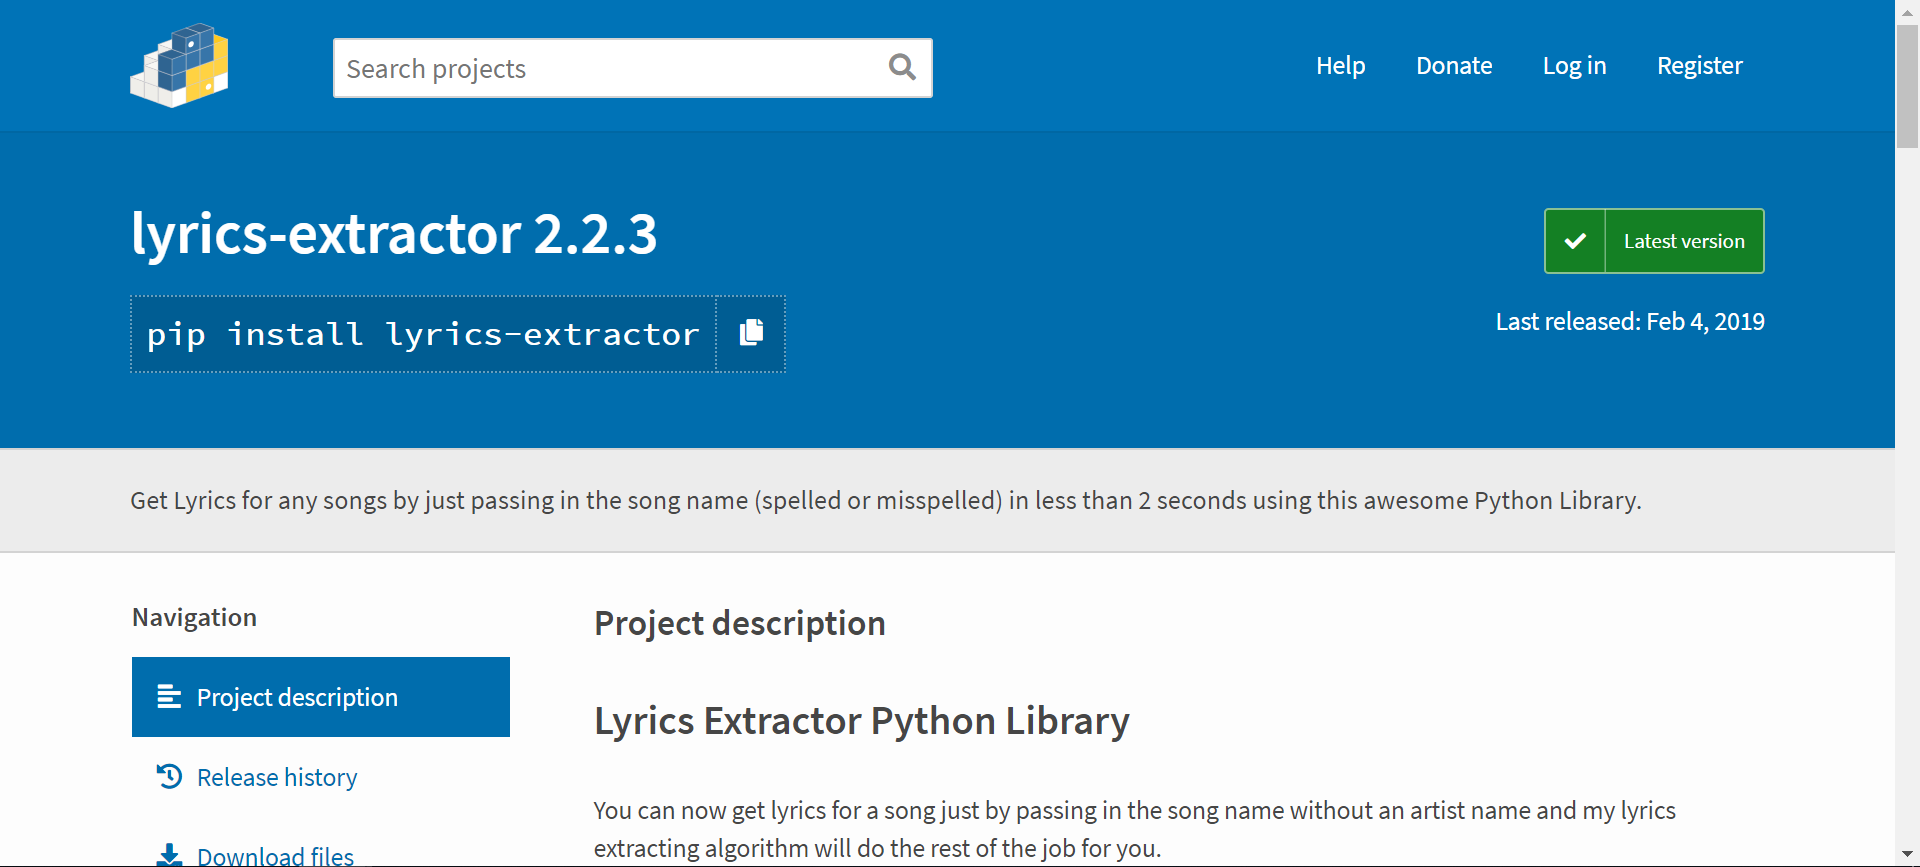 Search projects
Help Donate Log in Register
lyrics-extractor 2.2.3
Latest version
pip install lyrics-extractor
Last released: Feb 4, 2019
Get Lyrics for any songs by just passing in the song name (spelled or misspelled) in less than 2 seconds using this awesome Python Library.
Navigation
Project description
Release history
Download files
Project description
Lyrics Extractor Python Library
You can now get lyrics for a song just by passing in the song name without an artist name and my lyrics
extracting algorithm will do the rest of the job for you.